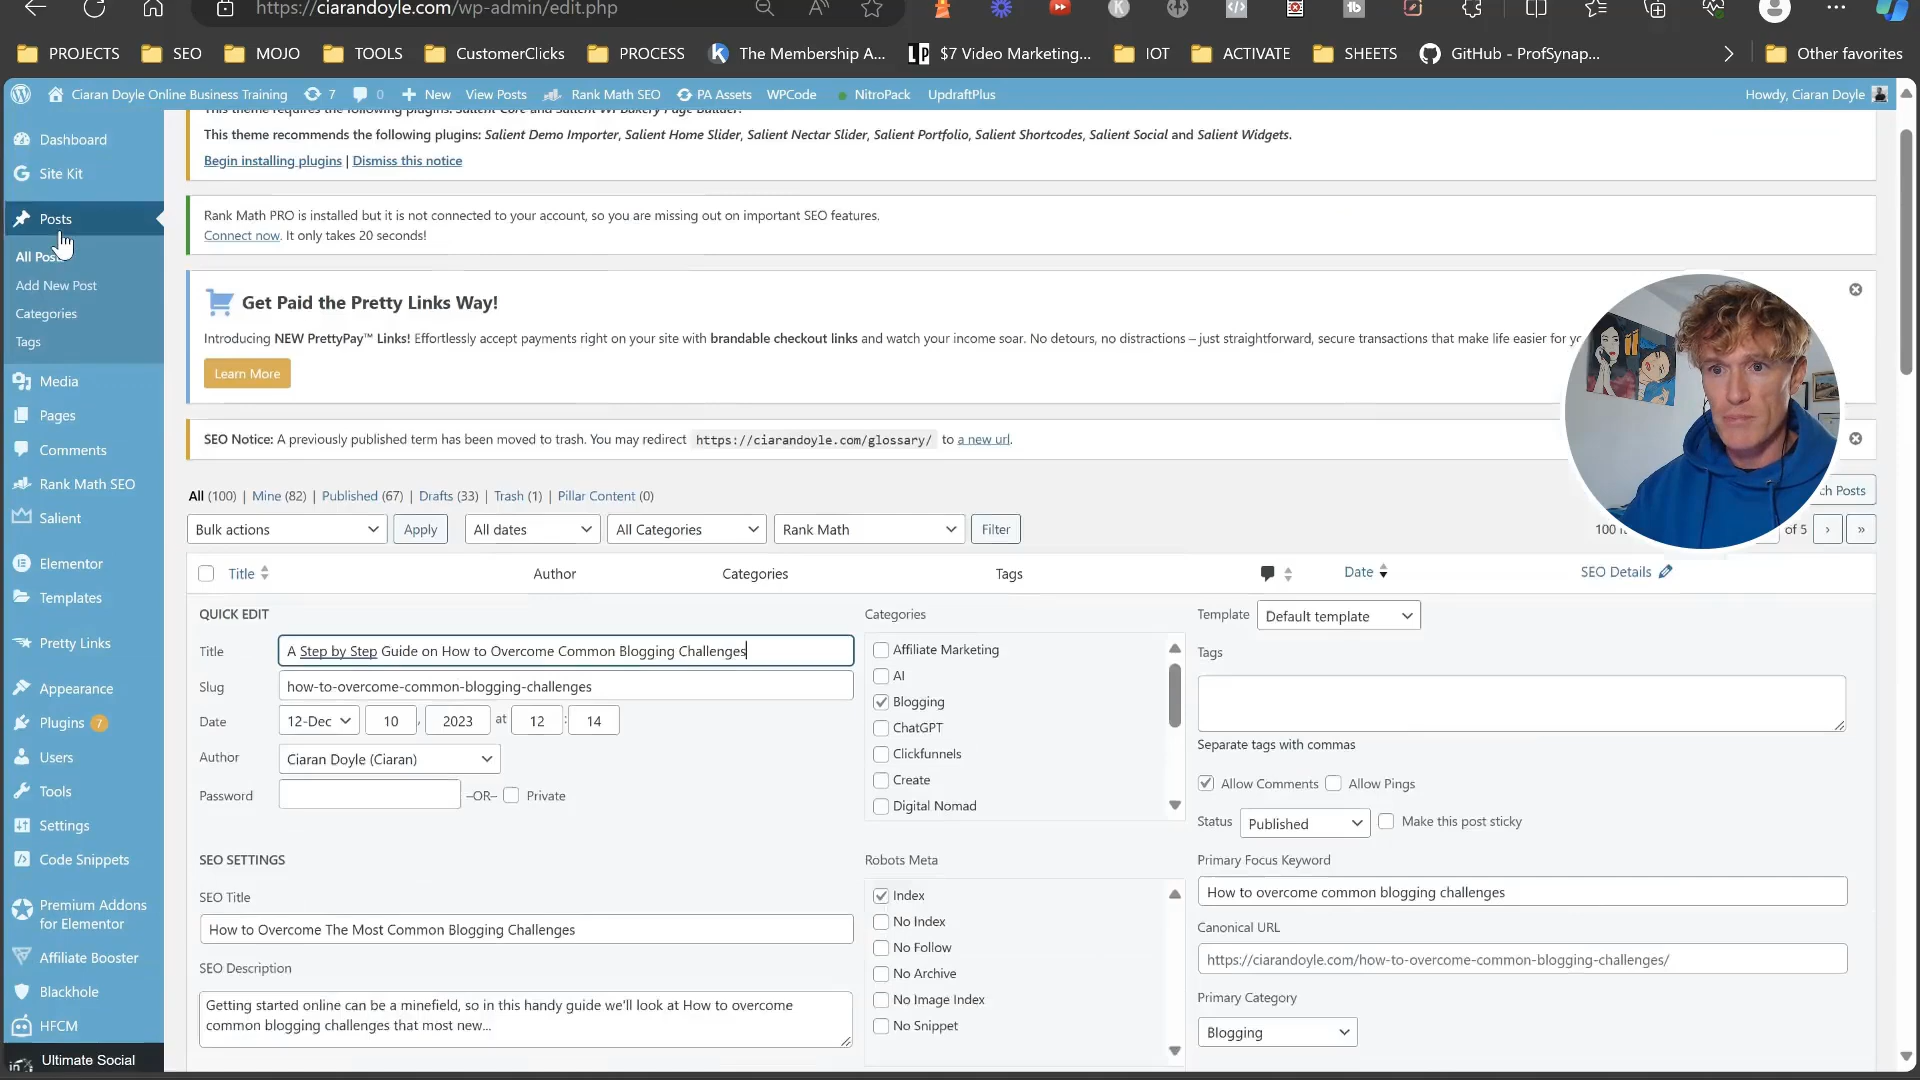 https://ciarandoyle.com/wp-admin/edit.php
PROJECTS SEO MOJO TOOLS CustomerClicks PROCESS The Membership A... $7 Video Marketing... IOT ACTIVATE SHEETS GitHub - ProfSynap... Other favorites
Ciaran Doyle Online Business Training 7 0 New View Posts Rank Math SEO PA Assets WPCode NitroPack UpdraftPlus Howdy, Ciaran Doyle
Dashboard
Site Kit
Posts
All Pos
Add New Post
Categories
Tags
Media
Pages
Comments
Rank Math SEO
Salient
Elementor
Templates
Pretty Links
Appearance
Plugins 7
Users
Tools
Settings
Code Snippets
Premium Addons
for Elementor
Affiliate Booster
Blackhole
HFCM
Ultimate Social
This theme requires the following plugins: Salient Core and Salient WPBakery Page Builder.
This theme recommends the following plugins: Salient Demo Importer, Salient Home Slider, Salient Nectar Slider, Salient Portfolio, Salient Shortcodes, Salient Social and Salient Widgets.
Begin installing plugins | Dismiss this notice
Rank Math PRO is installed but it is not connected to your account, so you are missing out on important SEO features.
Connect now. It only takes 20 seconds!
Get Paid the Pretty Links Way!
Introducing NEW PrettyPay™ Links! Effortlessly accept payments right on your site with brandable checkout links and watch your income soar. No detours, no distractions – just straightforward, secure transactions that make life easier for
Learn More
SEO Notice: A previously published term has been moved to trash. You may redirect https://ciarandoyle.com/glossary/ to a new url.
All (100) | Mine (82) | Published (67) | Drafts (33) | Trash (1) | Pillar Content (0)
ch Posts
Bulk actions Apply All dates All Categories Rank Math Filter 100 of 5 › »
Title Author Categories Tags Date SEO Details
QUICK EDIT
Title A Step by Step Guide on How to Overcome Common Blogging Challenges
Slug how-to-overcome-common-blogging-challenges
Date 12-Dec 10 , 2023 at 12 : 14
Author Ciaran Doyle (Ciaran)
Password –OR– Private
Categories
Affiliate Marketing
AI
Blogging
ChatGPT
Clickfunnels
Create
Digital Nomad
Template Default template
Tags
Separate tags with commas
Allow Comments Allow Pings
Status Published Make this post sticky
SEO SETTINGS
SEO Title
How to Overcome The Most Common Blogging Challenges
SEO Description
Getting started online can be a minefield, so in this handy guide we'll look at How to overcome
common blogging challenges that most new...
Robots Meta
Index
No Index
No Follow
No Archive
No Image Index
No Snippet
Primary Focus Keyword
How to overcome common blogging challenges
Canonical URL
https://ciarandoyle.com/how-to-overcome-common-blogging-challenges/
Primary Category
Blogging